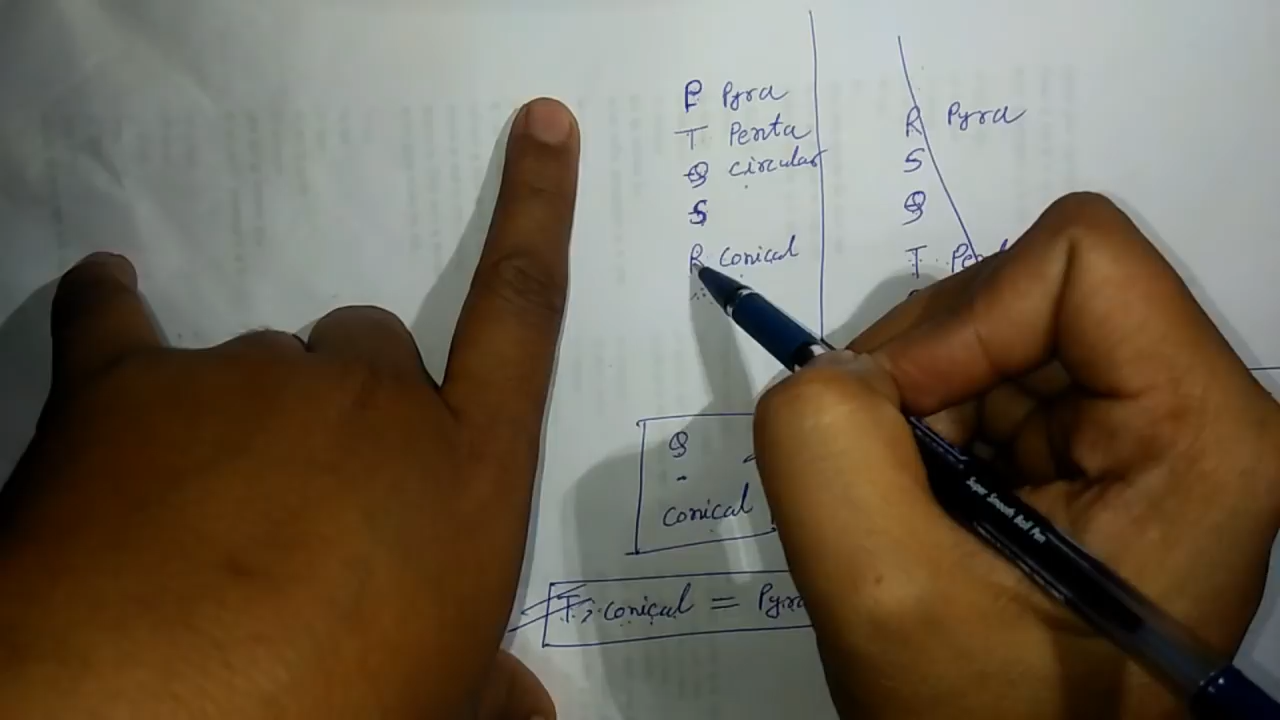 P Pyra
T Penta
Q circular
S
R conical
R Pyra
S
Q
T
Q
-
conical
T; conical = Pyra
Super Smooth Ball Pen